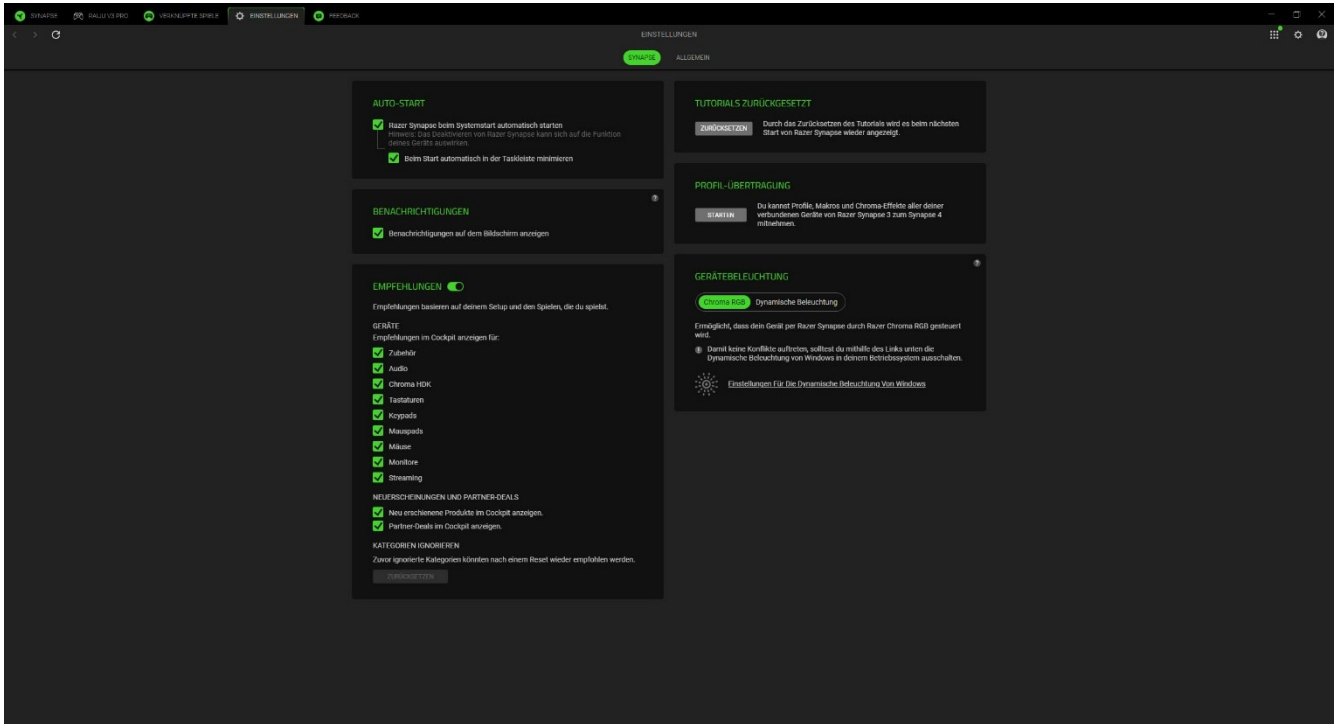 SYNAPSE
RAIJU V3 PRO
VERKNÜPFTE SPIELE
EINSTELLUNGEN
FEEDBACK
EINSTELLUNGEN
SYNAPSE
ALLGEMEIN
AUTO-START
Razer Synapse beim Systemstart automatisch starten
Hinweis: Das Deaktivieren von Razer Synapse kann sich auf die Funktion
deines Geräts auswirken.
Beim Start automatisch in der Taskleiste minimieren
BENACHRICHTIGUNGEN
Benachrichtigungen auf dem Bildschirm anzeigen
EMPFEHLUNGEN
Empfehlungen basieren auf deinem Setup und den Spielen, die du spielst.
GERÄTE
Empfehlungen im Cockpit anzeigen für:
Zubehör
Audio
Chroma HDK
Tastaturen
Keypads
Mauspads
Mäuse
Monitore
Streaming
NEUERSCHEINUNGEN UND PARTNER-DEALS
Neu erschienene Produkte im Cockpit anzeigen.
Partner-Deals im Cockpit anzeigen.
KATEGORIEN IGNORIEREN
Zuvor ignorierte Kategorien könnten nach einem Reset wieder empfohlen werden.
ZURÜCKSETZEN
TUTORIALS ZURÜCKGESETZT
ZURÜCKSETZEN
Durch das Zurücksetzen des Tutorials wird es beim nächsten
Start von Razer Synapse wieder angezeigt.
PROFIL-ÜBERTRAGUNG
STARTEN
Du kannst Profile, Makros und Chroma-Effekte aller deiner
verbundenen Geräte von Razer Synapse 3 zum Synapse 4
mitnehmen.
GERÄTEBELEUCHTUNG
Chroma RGB
Dynamische Beleuchtung
Ermöglicht, dass dein Gerät per Razer Synapse durch Razer Chroma RGB gesteuert
wird.
Damit keine Konflikte auftreten, solltest du mithilfe des Links unten die
Dynamische Beleuchtung von Windows in deinem Betriebssystem ausschalten.
Einstellungen Für Die Dynamische Beleuchtung Von Windows